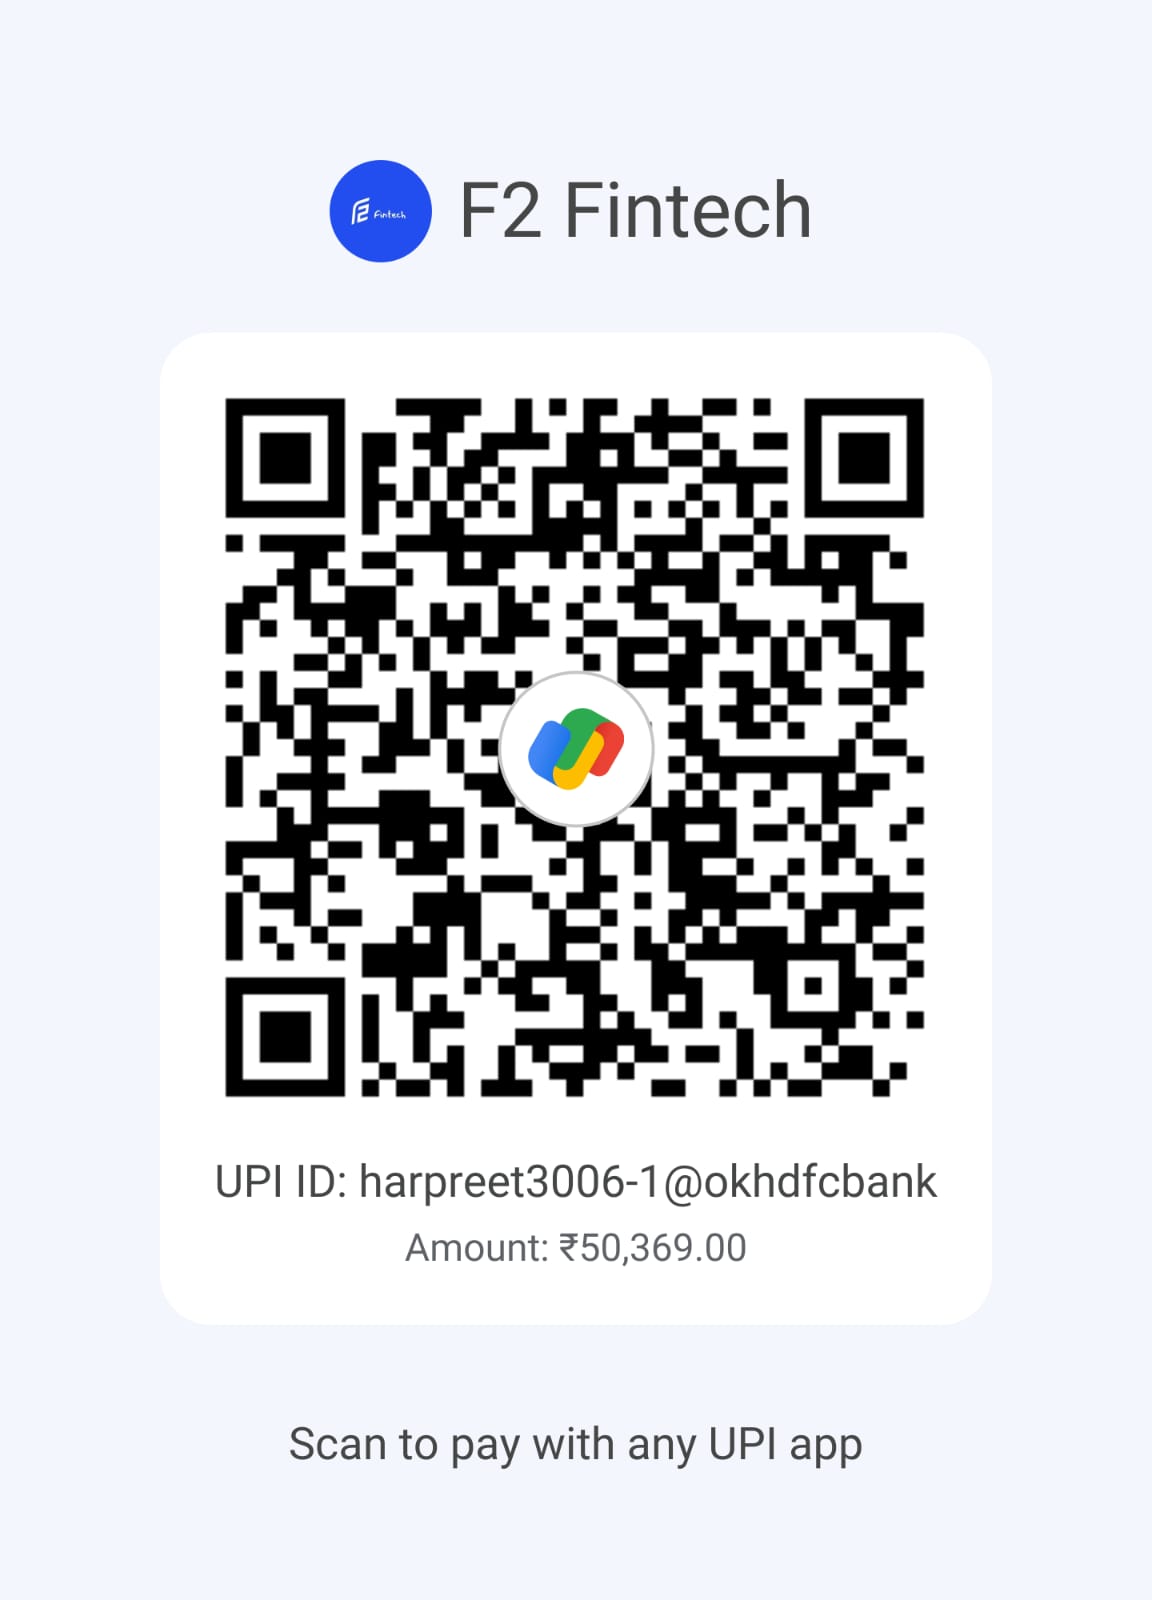 Fintech
F2 Fintech
UPI ID: harpreet3006-1@okhdfcbank
Amount: ₹50,369.00
Scan to pay with any UPI app